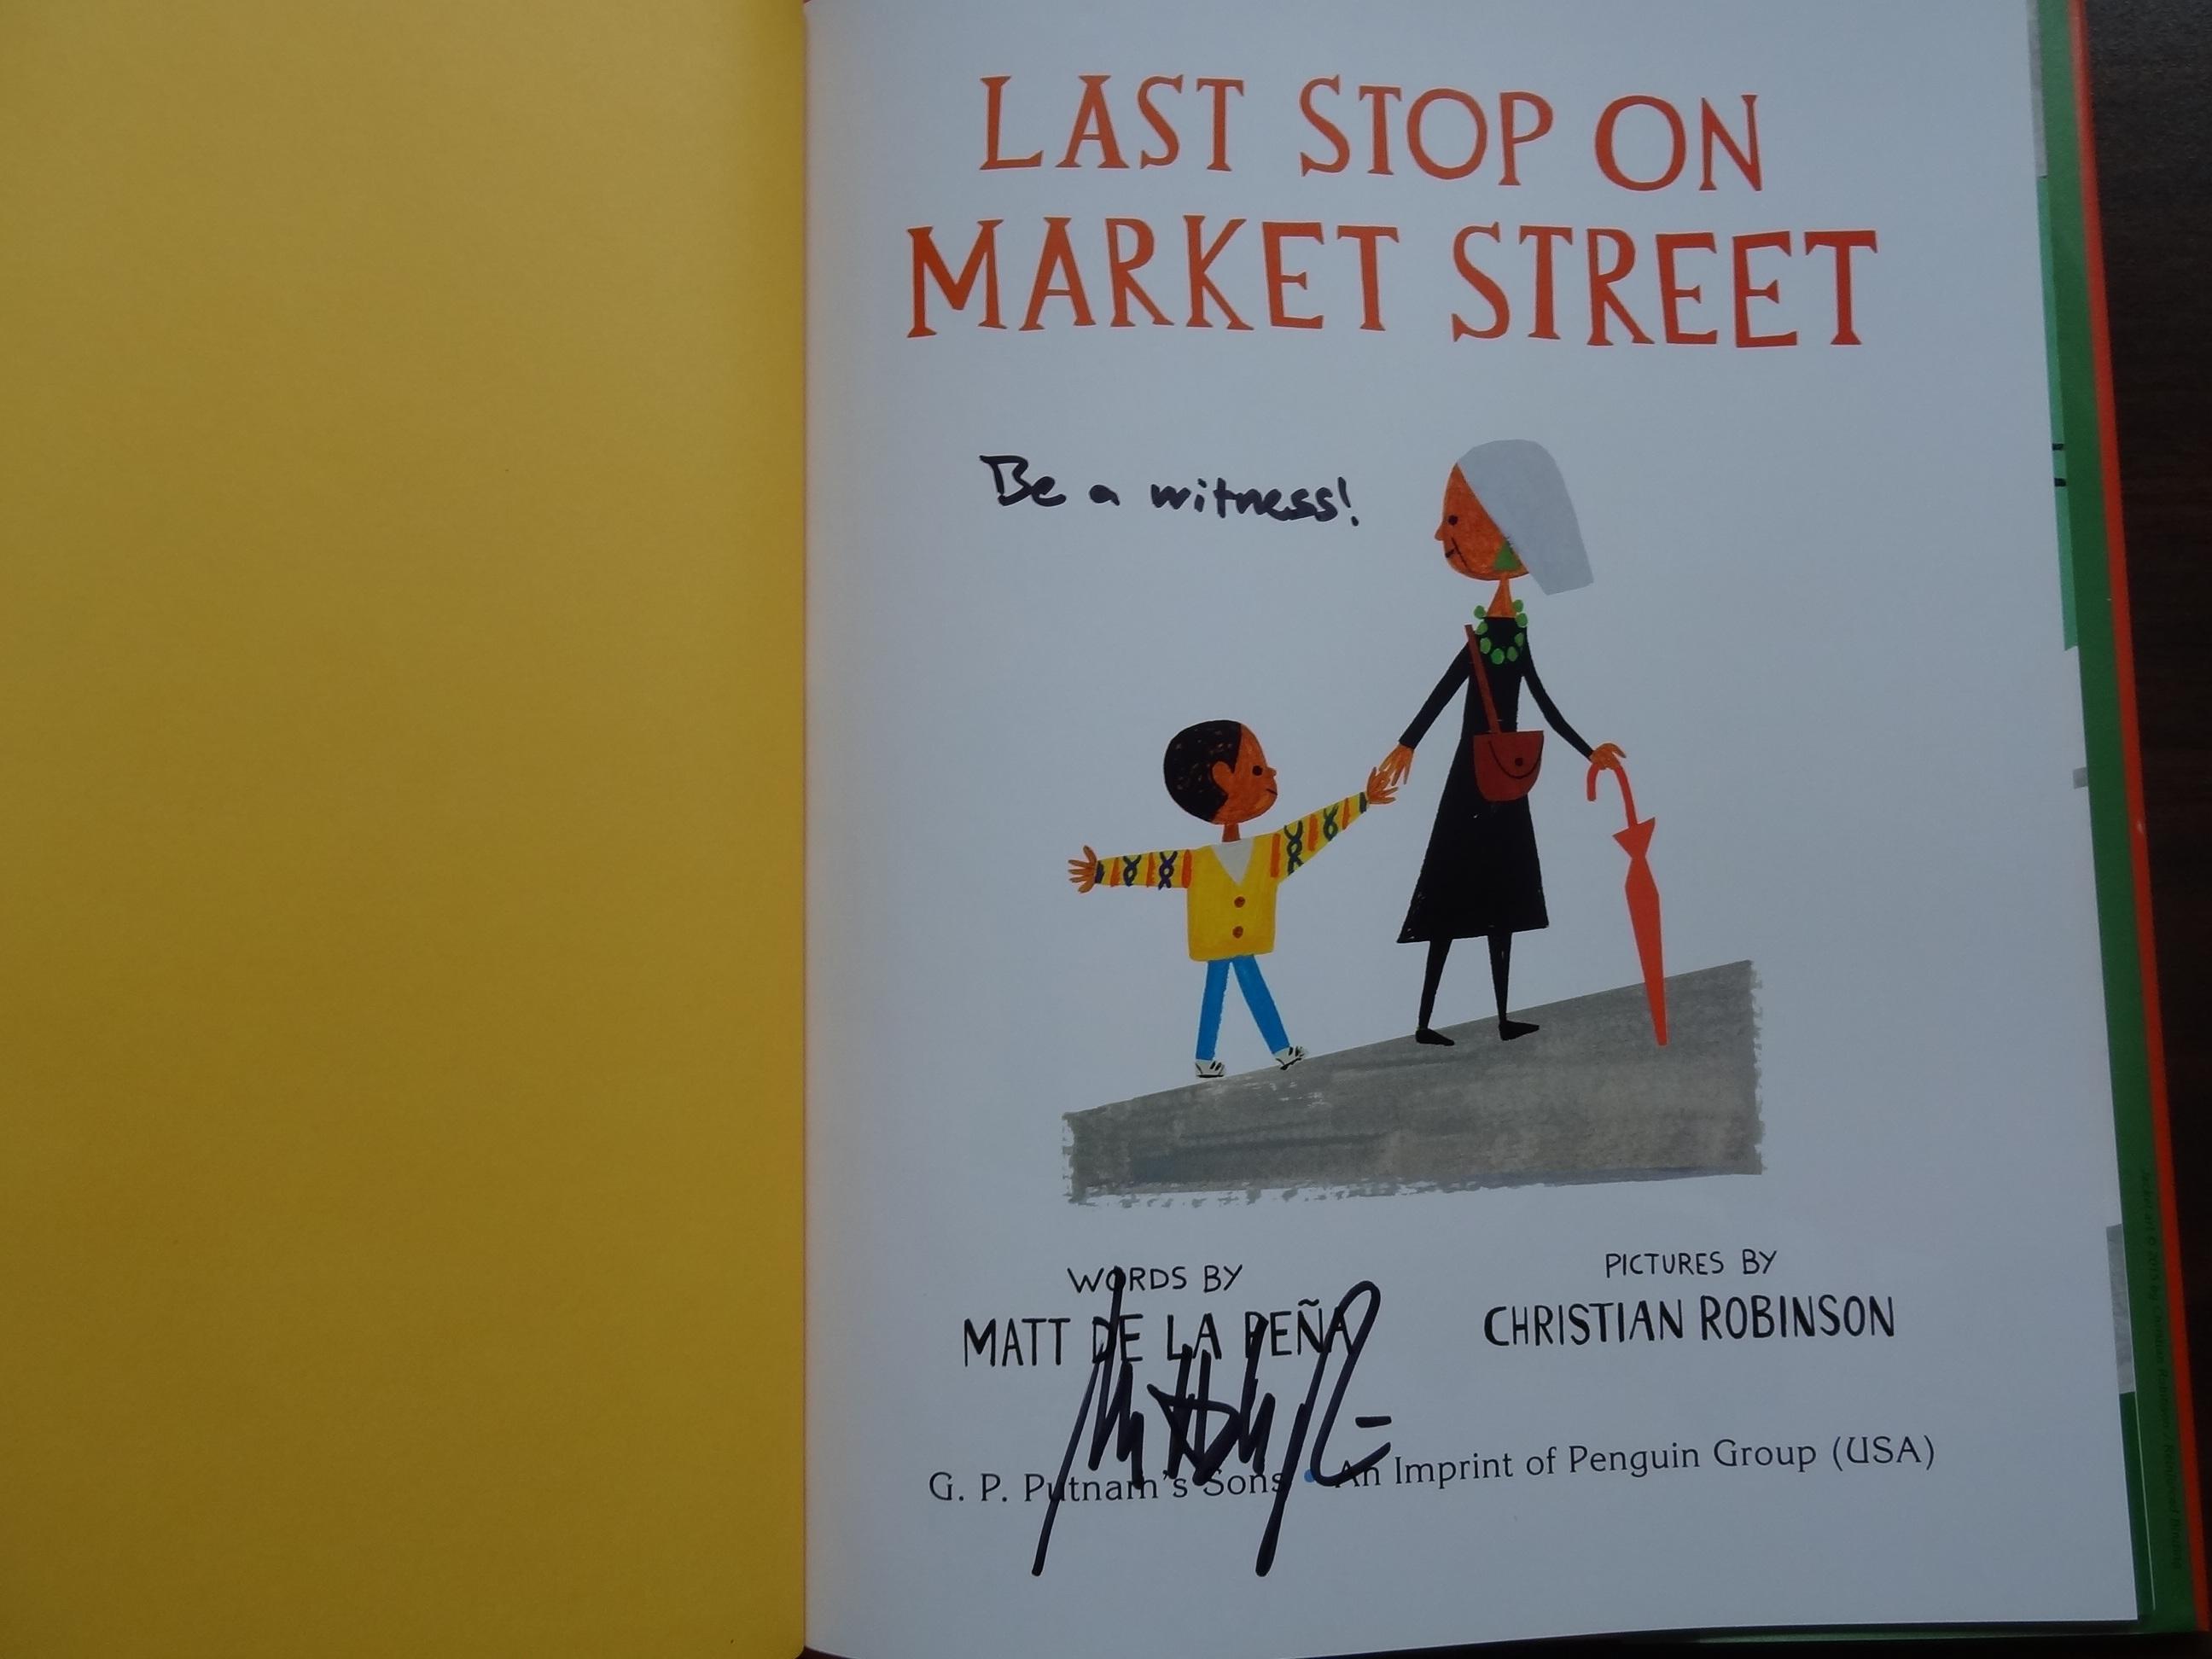 LAST STOP ON
MARKET STREET
Be a witness!
WORDS BY
MATT DE LA PEÑA
PICTURES BY
CHRISTIAN ROBINSON
G. P. Putnam's Sons • An Imprint of Penguin Group (USA)